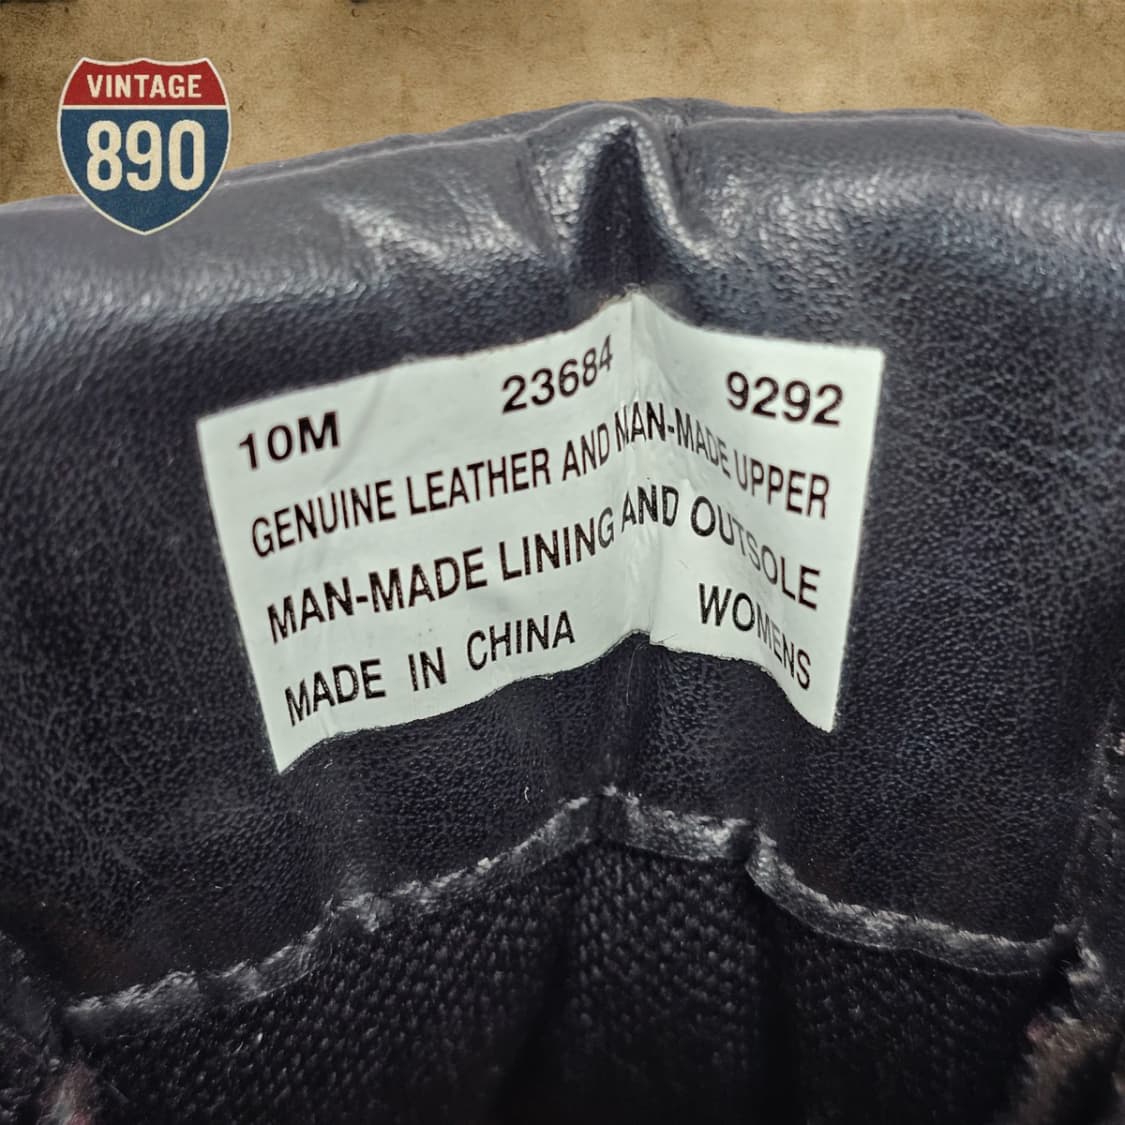 VINTAGE
890
10M 23684 9292
GENUINE LEATHER AND MAN-MADE UPPER
MAN-MADE LINING AND OUTSOLE
MADE IN CHINA WOMENS